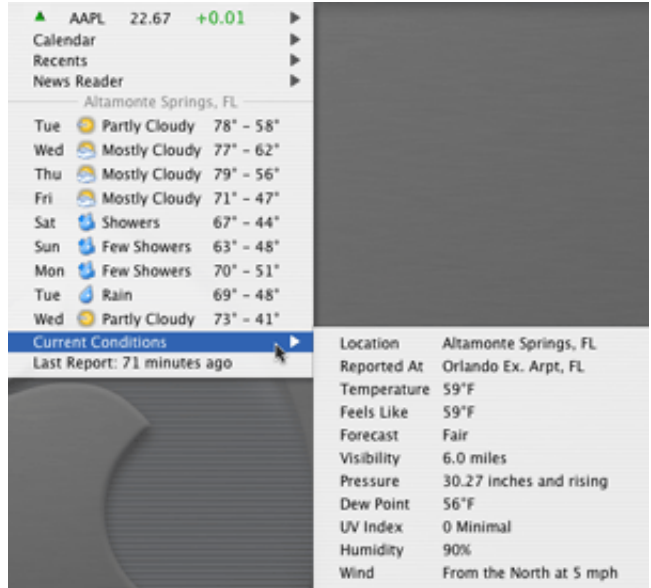 AAPL 22.67 +0.01
Calendar
Recents
News Reader
Altamonte Springs, FL
Tue Partly Cloudy 78° - 58°
Wed Mostly Cloudy 77° - 62°
Thu Mostly Cloudy 79° - 56°
Fri Mostly Cloudy 71° - 47°
Sat Showers 67° - 44°
Sun Few Showers 63° - 48°
Mon Few Showers 70° - 51°
Tue Rain 69° - 48°
Wed Partly Cloudy 73° - 41°
Current Conditions
Last Report: 71 minutes ago
Location Altamonte Springs, FL
Reported At Orlando Ex. Arpt, FL
Temperature 59°F
Feels Like 59°F
Forecast Fair
Visibility 6.0 miles
Pressure 30.27 inches and rising
Dew Point 56°F
UV Index 0 Minimal
Humidity 90%
Wind From the North at 5 mph